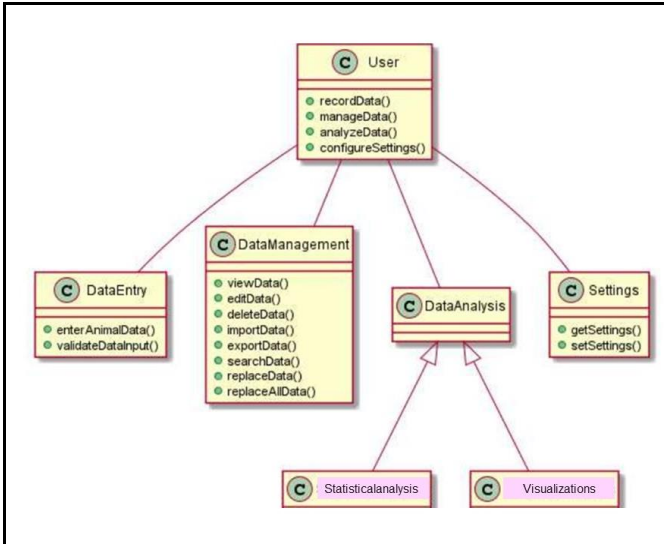 C User
recordData()
manageData()
analyzeData()
configureSettings()
C DataEntry
enterAnimalData()
validateDataInput()
C DataManagement
viewData()
editData()
deleteData()
importData()
exportData()
searchData()
replaceData()
replaceAllData()
C DataAnalysis
C Settings
getSettings()
setSettings()
C Statisticalanalysis
C Visualizations